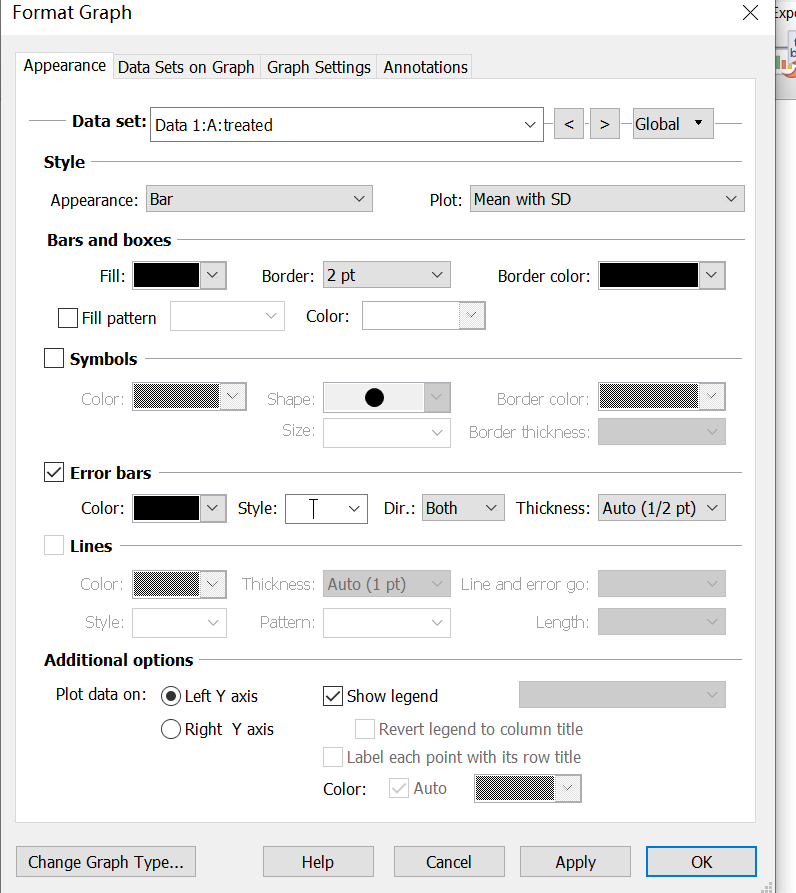 Format Graph
Expo
Appearance Data Sets on Graph Graph Settings Annotations
Data set: Data 1:A:treated < > Global
Style
Appearance: Bar Plot: Mean with SD
Bars and boxes
Fill: Border: 2 pt Border color:
Fill pattern Color:
Symbols
Color: Shape: Border color:
Size: Border thickness:
Error bars
Color: Style: Dir.: Both Thickness: Auto (1/2 pt)
Lines
Color: Thickness: Auto (1 pt) Line and error go:
Style: Pattern: Length:
Additional options
Plot data on: Left Y axis Show legend
Right Y axis Revert legend to column title
Label each point with its row title
Color: Auto
Change Graph Type... Help Cancel Apply OK